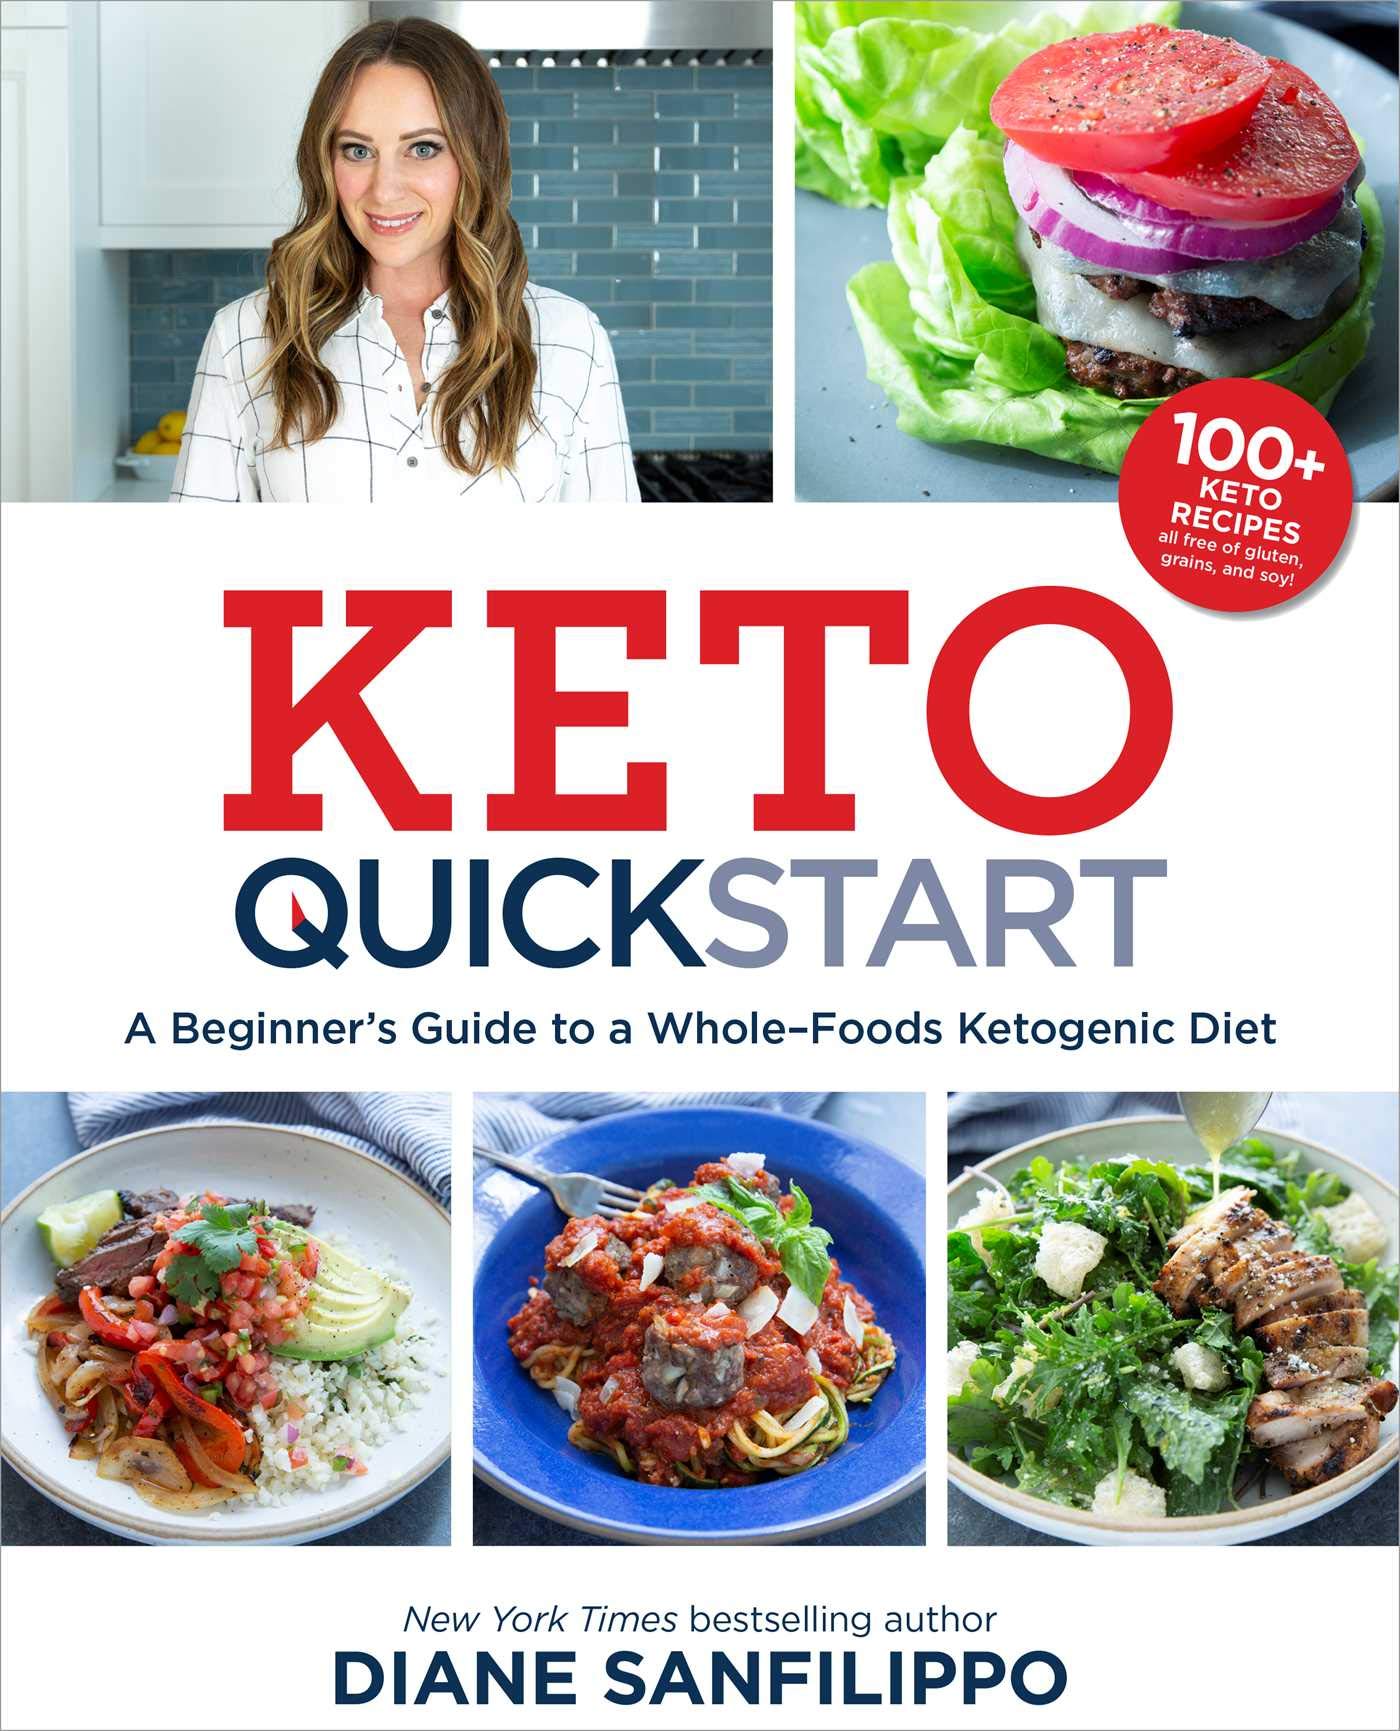 100+
KETO
RECIPES
all free of gluten,
grains, and soy!
KETO
QUICKSTART
A Beginner's Guide to a Whole–Foods Ketogenic Diet
New York Times bestselling author
DIANE SANFILIPPO